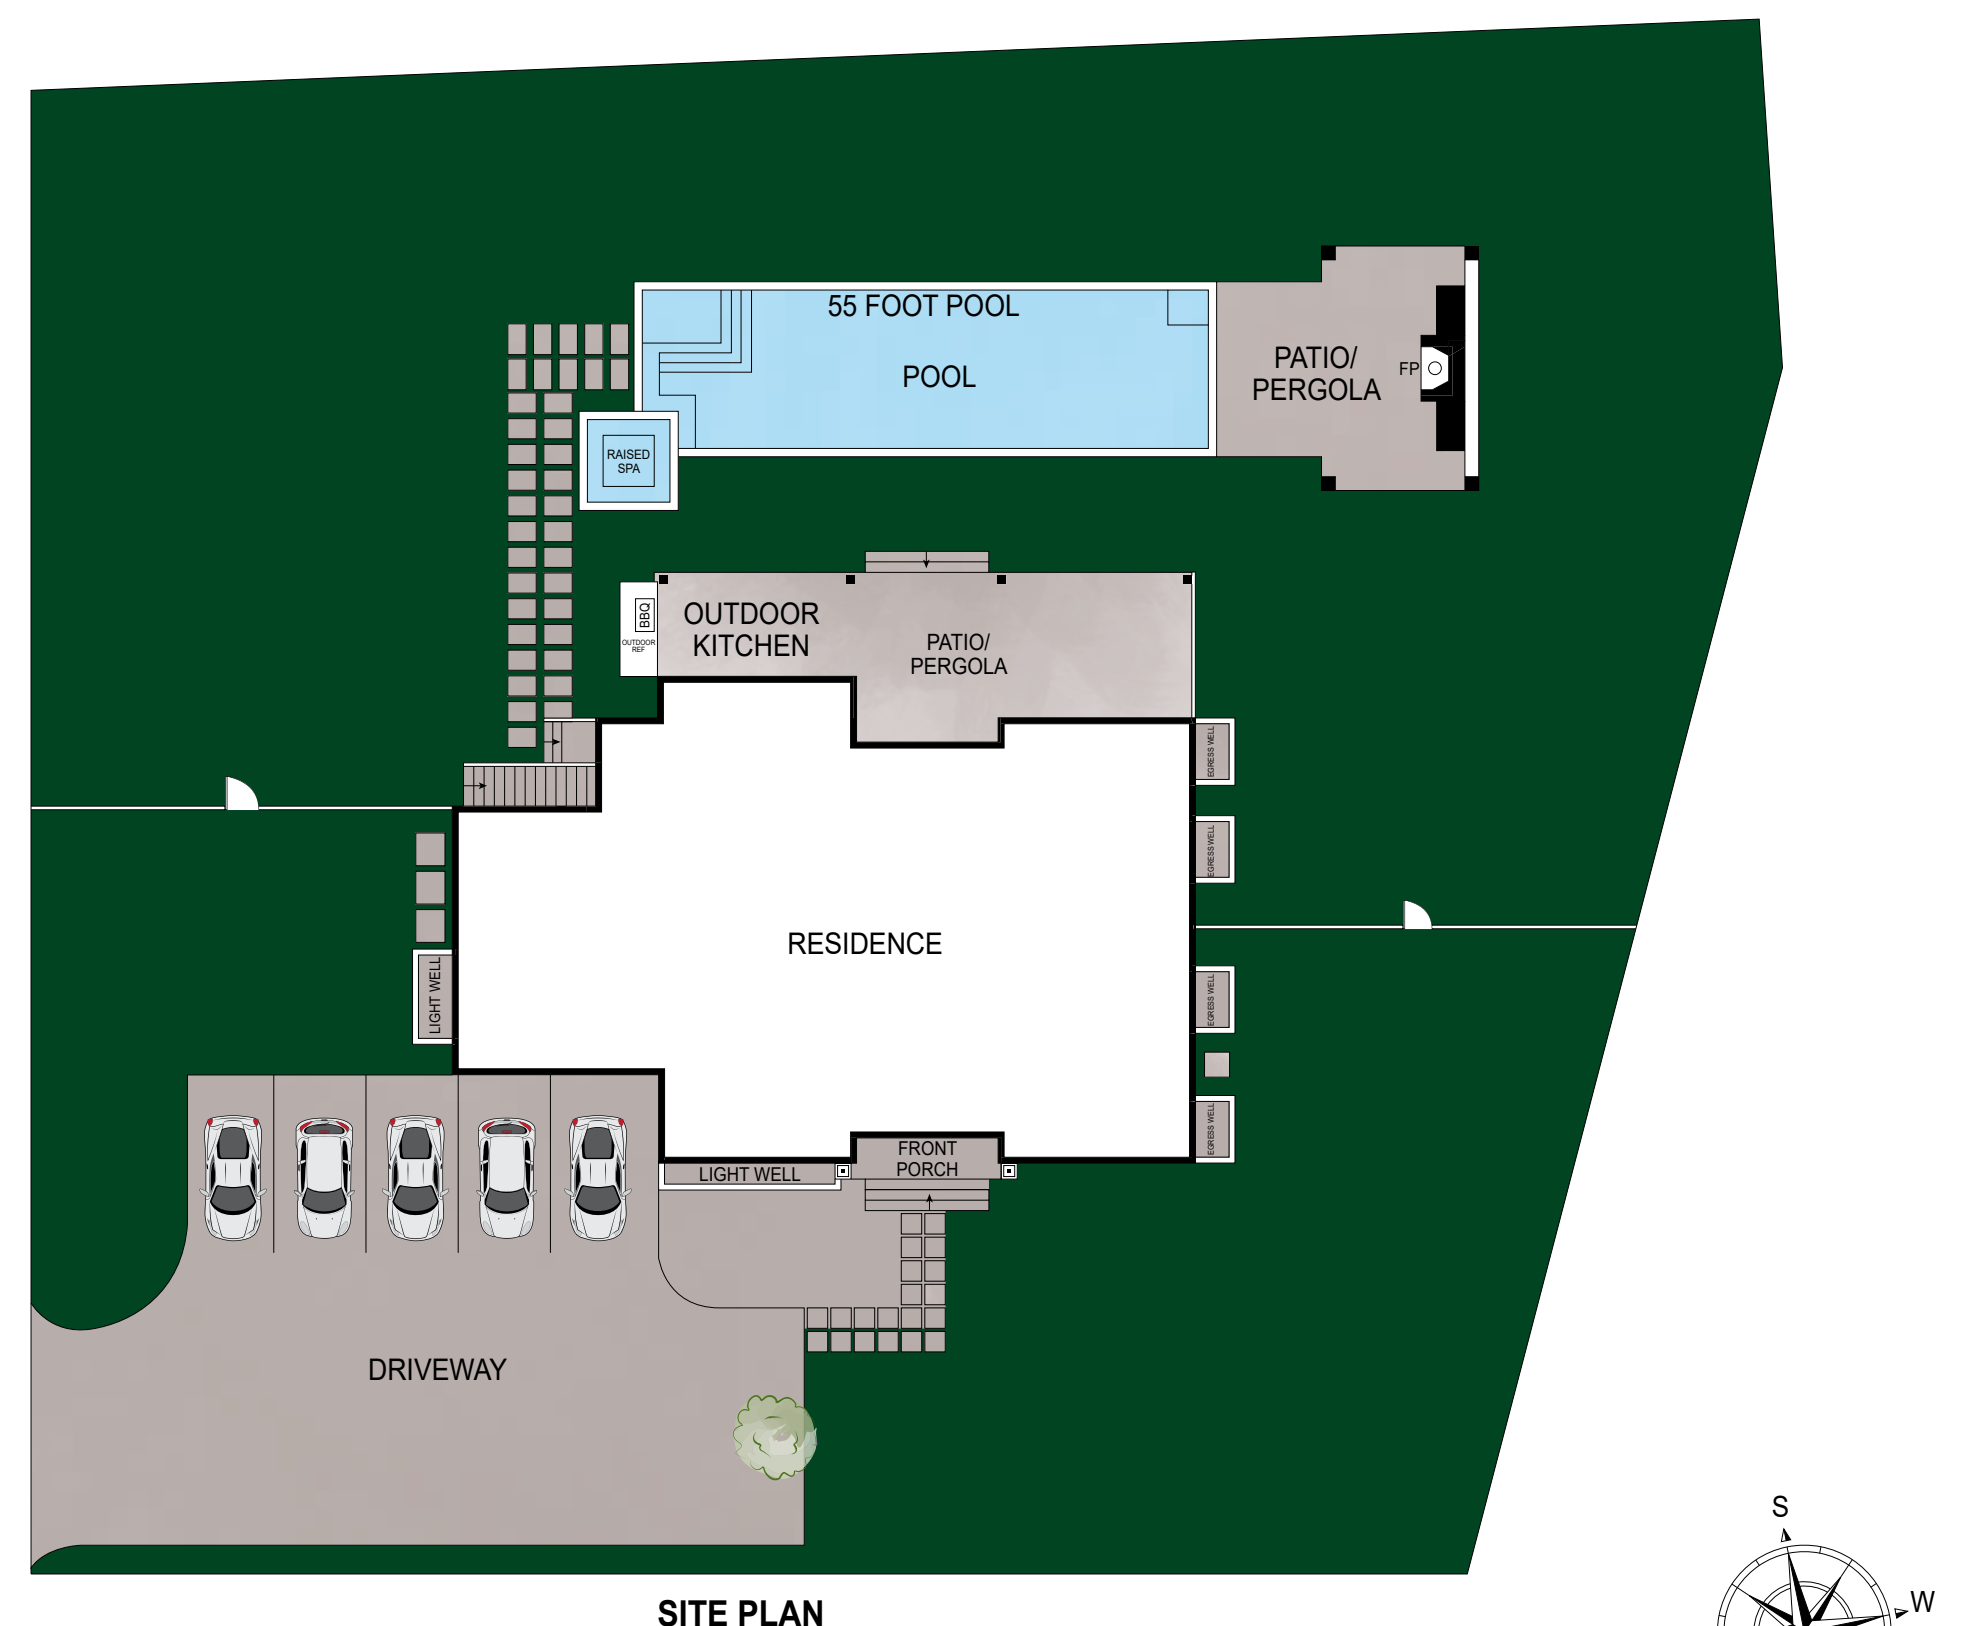 55 FOOT POOL
POOL
PATIO/
PERGOLA
FP
RAISED
SPA
BBQ
OUTDOOR
REF
OUTDOOR
KITCHEN
PATIO/
PERGOLA
EGRESS WELL
EGRESS WELL
RESIDENCE
LIGHT WELL
EGRESS WELL
EGRESS WELL
FRONT
PORCH
LIGHT WELL
DRIVEWAY
S
W
SITE PLAN